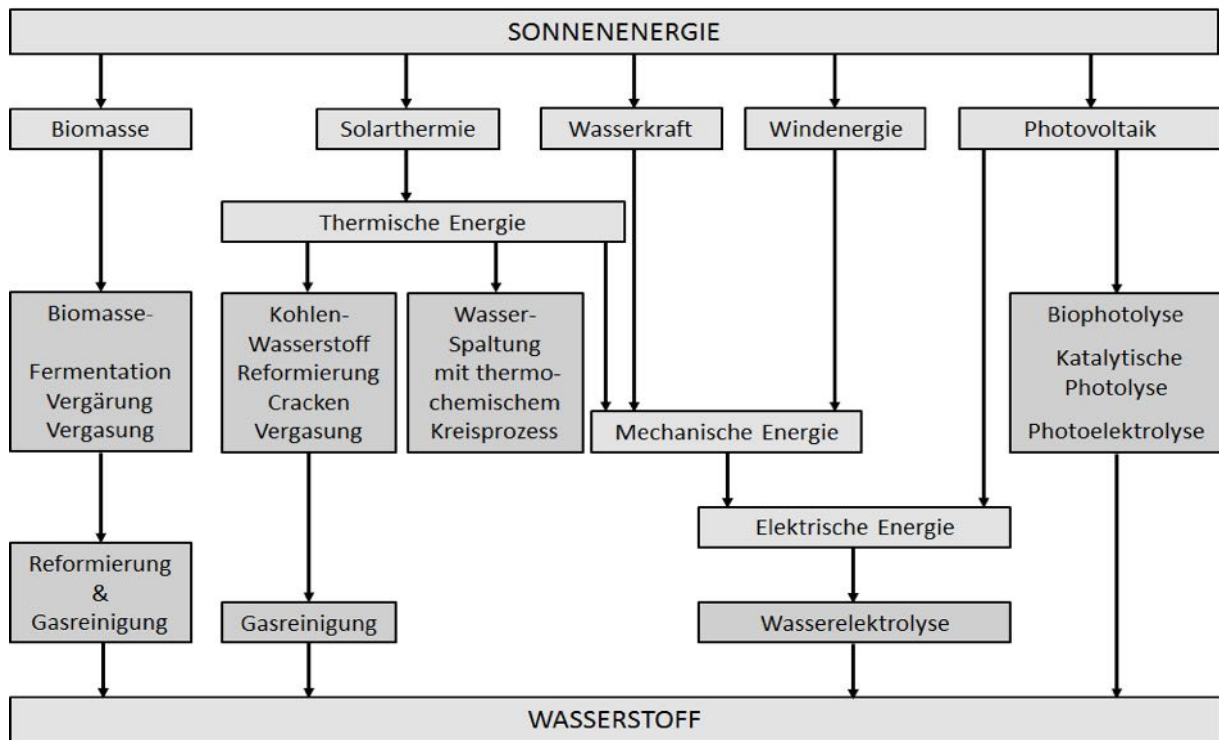 SONNENENERGIE
Biomasse
Solarthermie
Wasserkraft
Windenergie
Photovoltaik
Thermische Energie
Biomasse-
Fermentation
Vergärung
Vergasung
Kohlen-
Wasserstoff
Reformierung
Cracken
Vergasung
Wasser-
Spaltung
mit thermo-
chemischem
Kreisprozess
Biophotolyse
Katalytische
Photolyse
Photoelektrolyse
Mechanische Energie
Elektrische Energie
Reformierung
&
Gasreinigung
Gasreinigung
Wasserelektrolyse
WASSERSTOFF